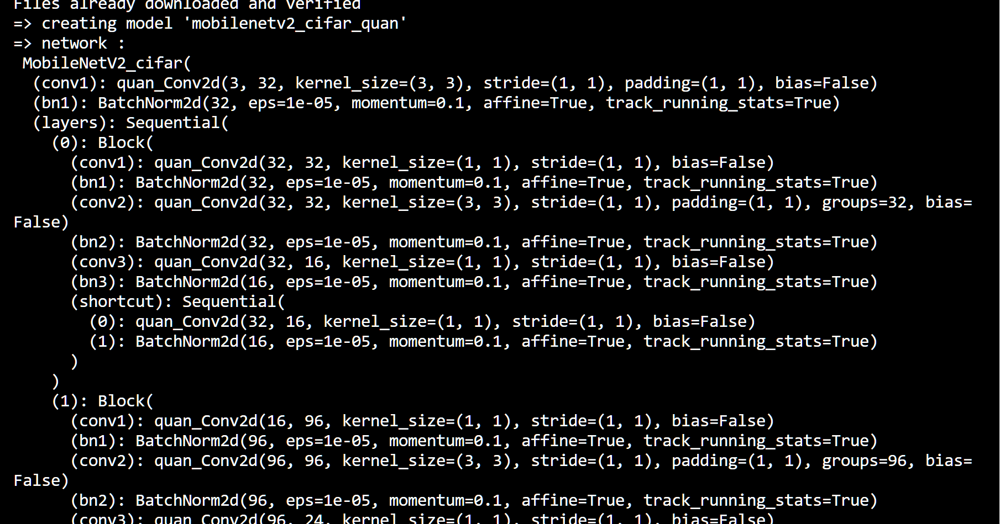 Files already downloaded and verified
=> creating model 'mobilenetv2_cifar_quan'
=> network :
 MobileNetV2_cifar(
  (conv1): quan_Conv2d(3, 32, kernel_size=(3, 3), stride=(1, 1), padding=(1, 1), bias=False)
  (bn1): BatchNorm2d(32, eps=1e-05, momentum=0.1, affine=True, track_running_stats=True)
  (layers): Sequential(
    (0): Block(
      (conv1): quan_Conv2d(32, 32, kernel_size=(1, 1), stride=(1, 1), bias=False)
      (bn1): BatchNorm2d(32, eps=1e-05, momentum=0.1, affine=True, track_running_stats=True)
      (conv2): quan_Conv2d(32, 32, kernel_size=(3, 3), stride=(1, 1), padding=(1, 1), groups=32, bias=
False)
      (bn2): BatchNorm2d(32, eps=1e-05, momentum=0.1, affine=True, track_running_stats=True)
      (conv3): quan_Conv2d(32, 16, kernel_size=(1, 1), stride=(1, 1), bias=False)
      (bn3): BatchNorm2d(16, eps=1e-05, momentum=0.1, affine=True, track_running_stats=True)
      (shortcut): Sequential(
        (0): quan_Conv2d(32, 16, kernel_size=(1, 1), stride=(1, 1), bias=False)
        (1): BatchNorm2d(16, eps=1e-05, momentum=0.1, affine=True, track_running_stats=True)
      )
    )
    (1): Block(
      (conv1): quan_Conv2d(16, 96, kernel_size=(1, 1), stride=(1, 1), bias=False)
      (bn1): BatchNorm2d(96, eps=1e-05, momentum=0.1, affine=True, track_running_stats=True)
      (conv2): quan_Conv2d(96, 96, kernel_size=(3, 3), stride=(1, 1), padding=(1, 1), groups=96, bias=
False)
      (bn2): BatchNorm2d(96, eps=1e-05, momentum=0.1, affine=True, track_running_stats=True)
      (conv3): quan_Conv2d(96, 24, kernel_size=(1, 1), stride=(1, 1), bias=False)